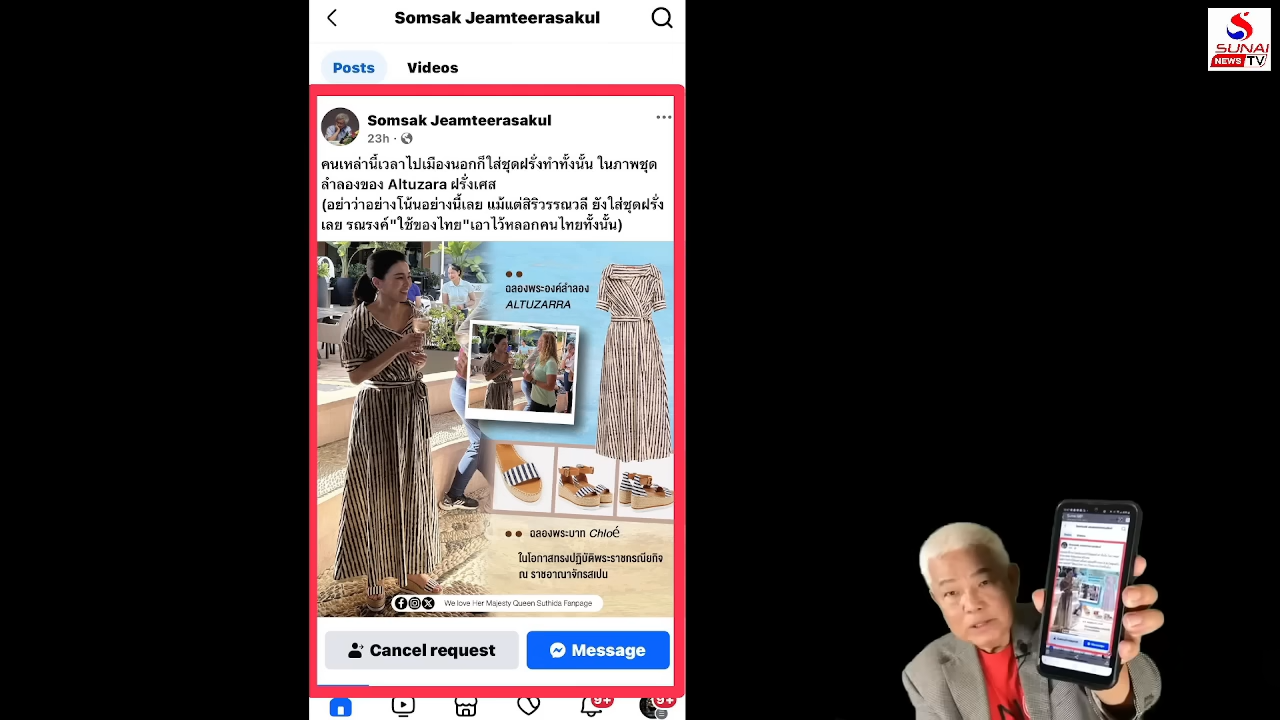 Somsak Jeamteerasakul
SUNAI
NEWS TV
Posts
Videos
Somsak Jeamteerasakul
23h ·
คนเหล่านี้เวลาไปเมืองนอกก็ใส่ชุดฝรั่งทำทั้งนั้น ในภาพชุด
ลำลองของ Altuzara ฝรั่งเศส
(อย่าว่าอย่างโน้นอย่างนี้เลย แม้แต่สิริวรรณวลี ยังใส่ชุดฝรั่ง
เลย รณรงค์"ใช้ของไทย"เอาไว้หลอกคนไทยทั้งนั้น)
ฉลองพระองค์ลำลอง
ALTUZARRA
ฉลองพระบาท Chloé
ในโอกาสทรงปฏิบัติพระราชกรณียกิจ
ณ ราชอาณาจักรสเปน
We love Her Majesty Queen Suthida Fanpage
Cancel request
Message
9+
9+